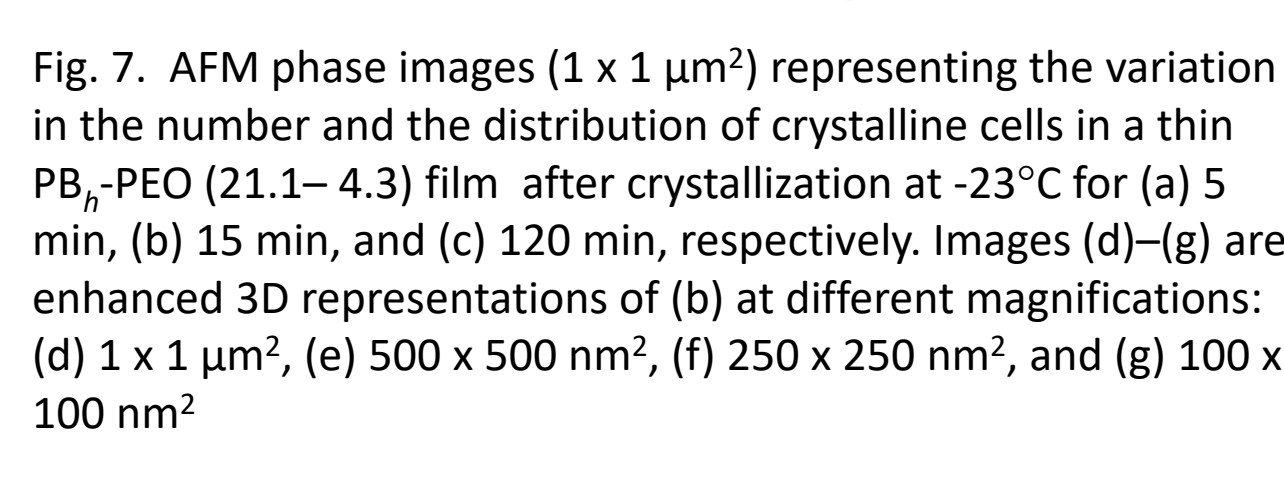 Fig. 7.  AFM phase images (1 x 1 μm²) representing the variation
in the number and the distribution of crystalline cells in a thin
PBₕ-PEO (21.1– 4.3) film  after crystallization at -23°C for (a) 5
min, (b) 15 min, and (c) 120 min, respectively. Images (d)–(g) are
enhanced 3D representations of (b) at different magnifications:
(d) 1 x 1 μm², (e) 500 x 500 nm², (f) 250 x 250 nm², and (g) 100 x
100 nm²